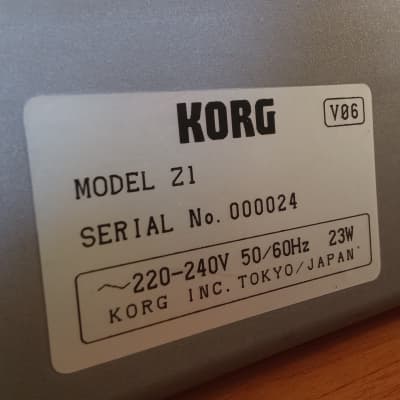 KORG
V06
MODEL Z1
SERIAL No. 000024
~220-240V 50/60Hz 23W
KORG INC. TOKYO/JAPAN